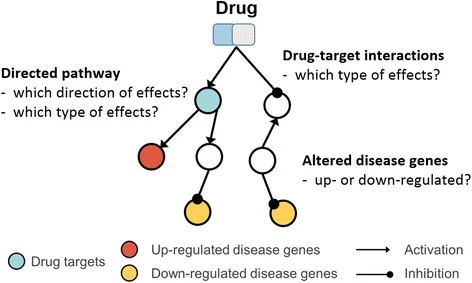 Drug
Drug-target interactions
- which type of effects?
Directed pathway
- which direction of effects?
- which type of effects?
Altered disease genes
- up- or down-regulated?
Drug targets
Up-regulated disease genes
Down-regulated disease genes
Activation
Inhibition